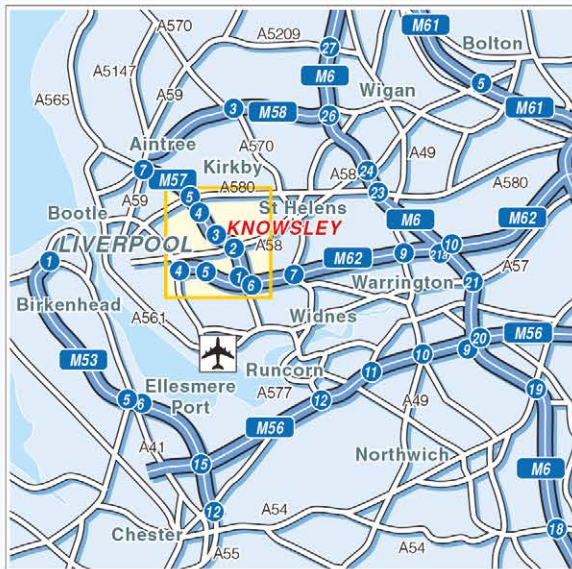 A570
A5209
27
M61
Bolton
A5147
M6
Wigan
5
A565
A59
3
M58
26
M61
Aintree
A570
A49
7
Kirkby
A58
24
A580
M57
A580
23
5
St Helens
Bootle
A59
4
M6
M62
KNOWSLEY
3
LIVERPOOL
2
A58
10
9
21a
1
4
5
1
7
M62
A57
6
Warrington
21
Birkenhead
A561
Widnes
20
M56
M53
Runcorn
10
9
11
Ellesmere
Port
A577
19
5
6
12
A49
M56
A41
Northwich
15
M6
12
Chester
A54
18
A55
A54